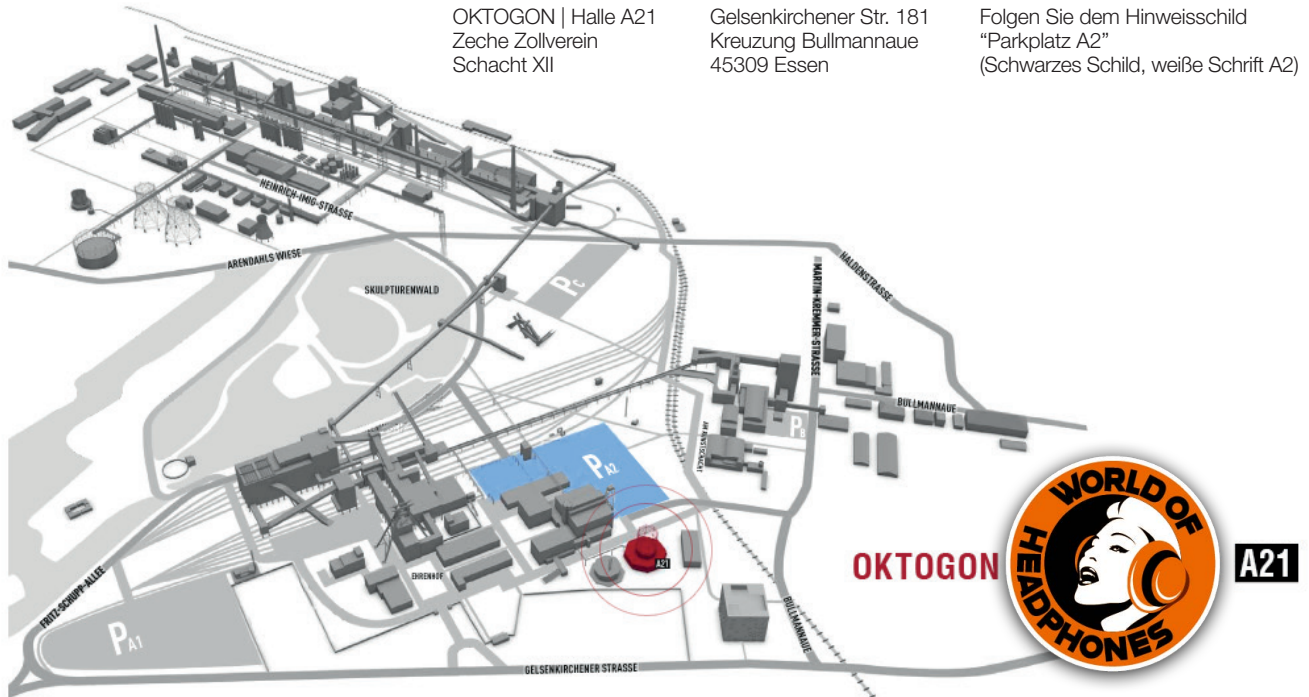 OKTOGON | Halle A21
Zeche Zollverein
Schacht XII
Gelsenkirchener Str. 181
Kreuzung Bullmannaue
45309 Essen
Folgen Sie dem Hinweisschild
“Parkplatz A2”
(Schwarzes Schild, weiße Schrift A2)
HEINRICH-IMIG-STRASSE
ARENDAHLS WIESE
SKULPTURENWALD
PC
HALDENSTRASSE
MARTIN-KREMMER-STRASSE
BULLMANNAUE
PB
AM KUNSTSCHACHT
PA2
A21
EHRENHOF
FRITZ-SCHUPP-ALLEE
PA1
GELSENKIRCHENER STRASSE
BULLMANNAUE
OKTOGON
WORLD OF
HEADPHONES
A21